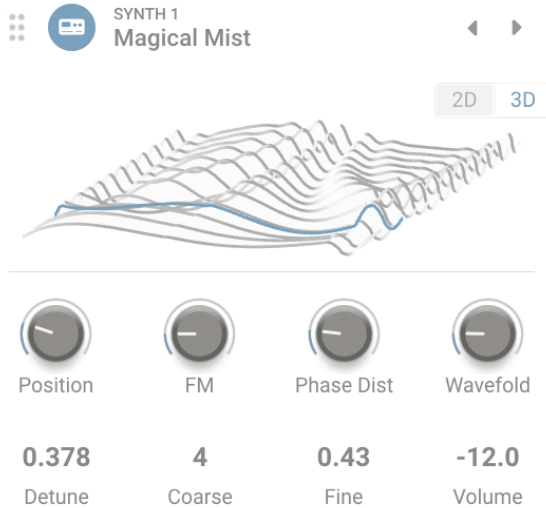 SYNTH 1
Magical Mist
2D 3D
Position FM Phase Dist Wavefold
0.378 4 0.43 -12.0
Detune Coarse Fine Volume